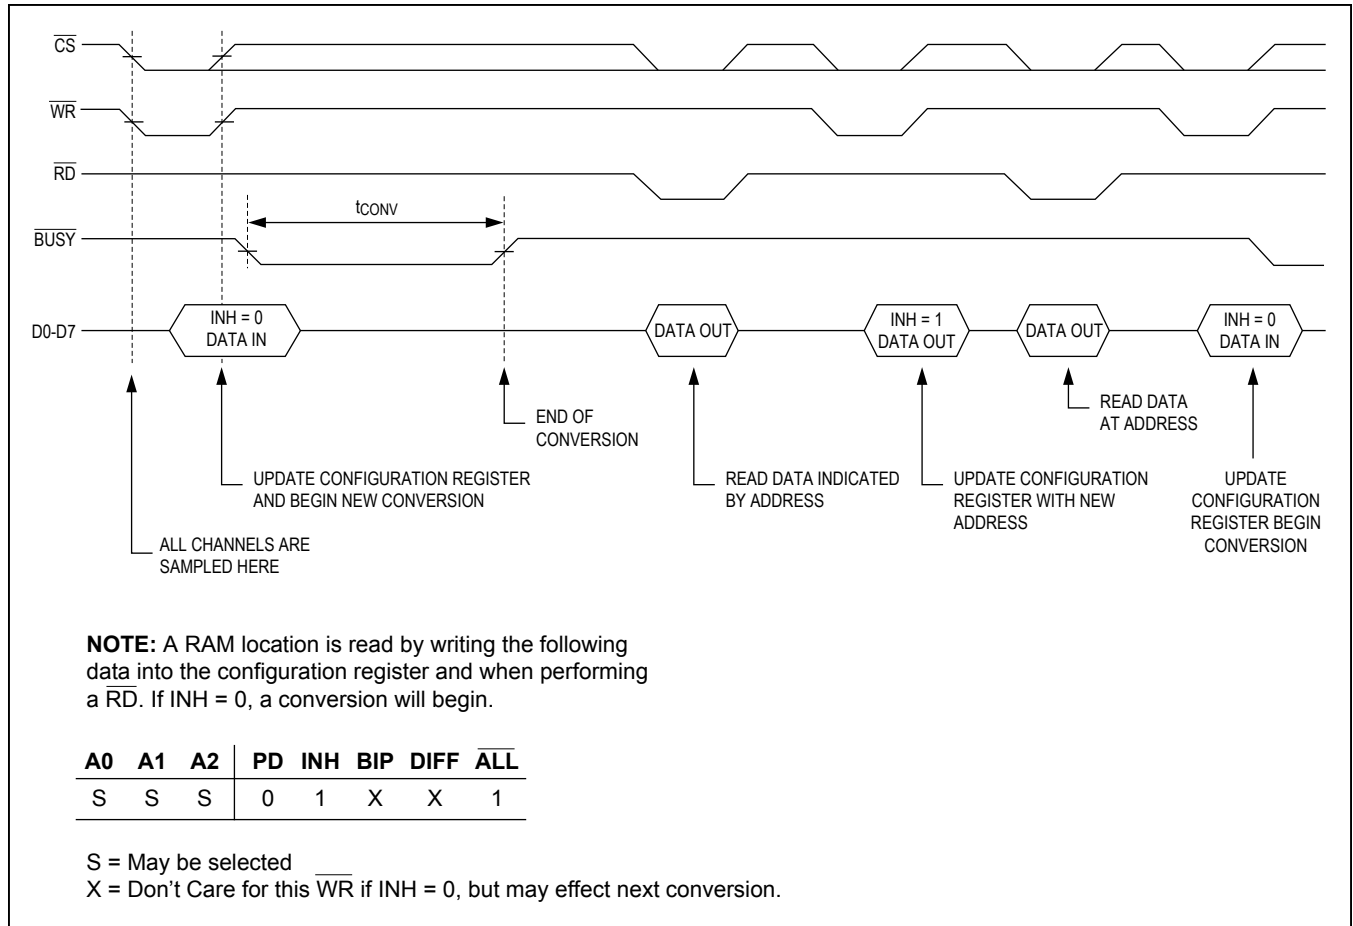 CS
WR
RD
tCONV
BUSY
D0-D7
INH = 0
DATA IN
DATA OUT
INH = 1
DATA OUT
DATA OUT
INH = 0
DATA IN
END OF
CONVERSION
READ DATA
AT ADDRESS
UPDATE CONFIGURATION REGISTER
AND BEGIN NEW CONVERSION
READ DATA INDICATED
BY ADDRESS
UPDATE CONFIGURATION
REGISTER WITH NEW
ADDRESS
UPDATE
CONFIGURATION
REGISTER BEGIN
CONVERSION
ALL CHANNELS ARE
SAMPLED HERE
NOTE: A RAM location is read by writing the following
data into the configuration register and when performing
a RD. If INH = 0, a conversion will begin.
A0 A1 A2 PD INH BIP DIFF ALL
S S S 0 1 X X 1
S = May be selected
X = Don't Care for this WR if INH = 0, but may effect next conversion.